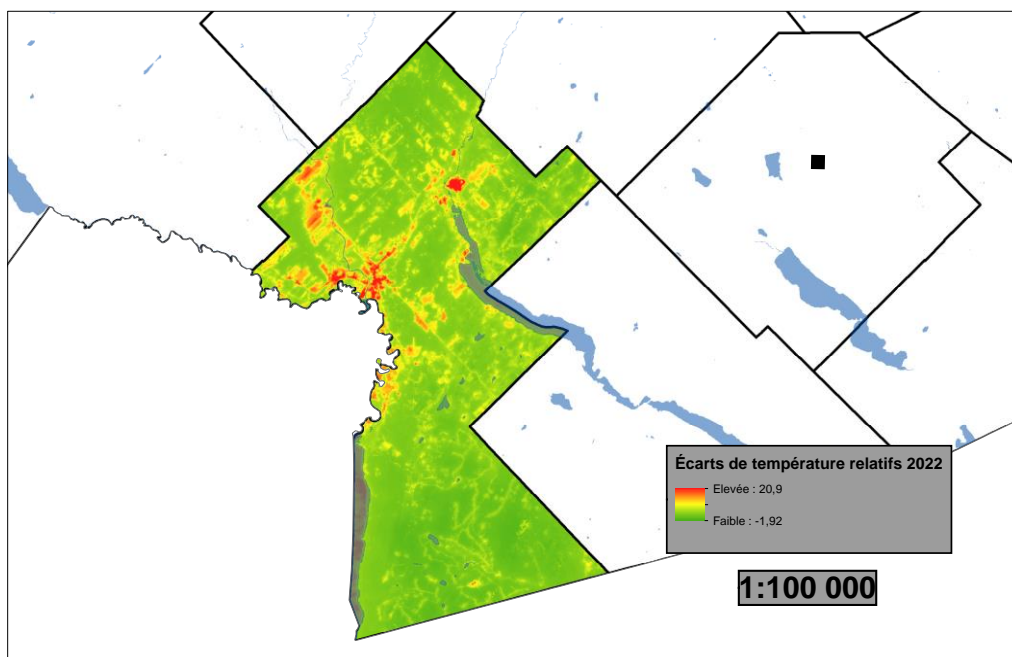 Écarts de température relatifs 2022
Elevée : 20,9
Faible : -1,92
1:100 000